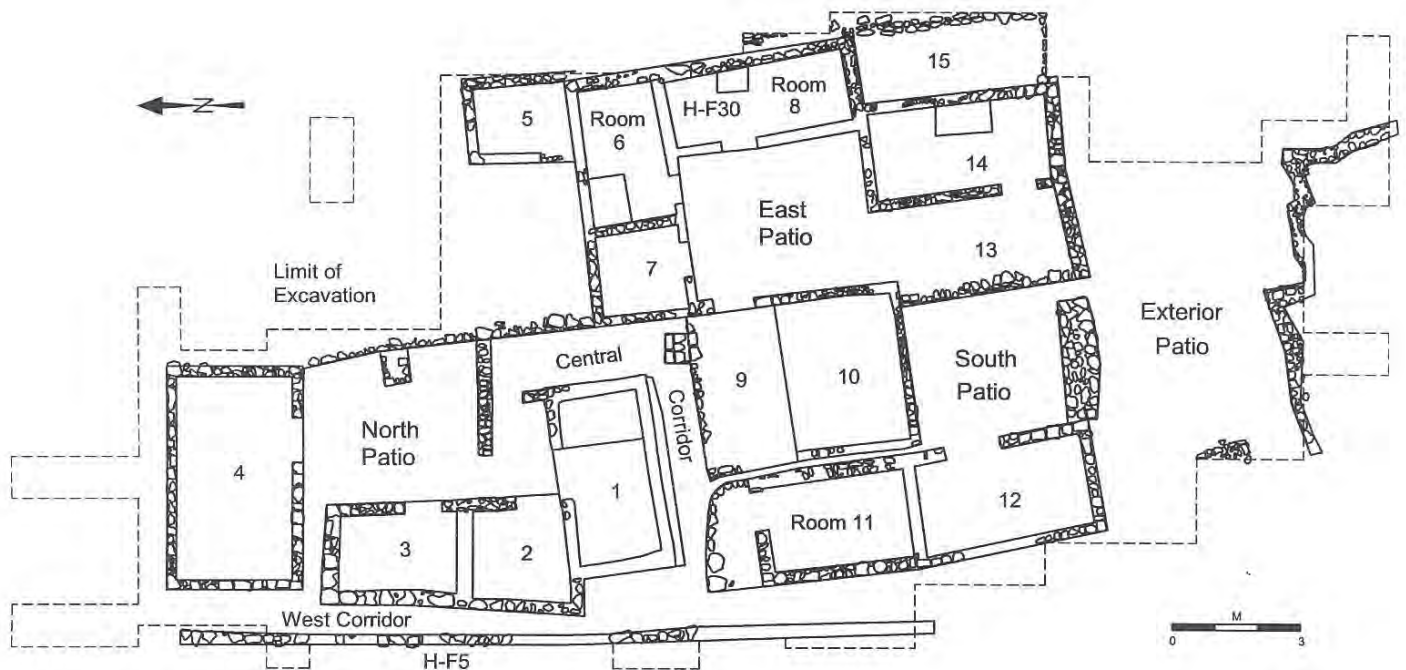 15
Z
5
Room
6
H-F30
Room
8
14
East
Patio
13
7
Limit of
Excavation
Exterior
Patio
Central
Corridor
9
10
South
Patio
North
Patio
4
1
12
Room 11
3
2
West Corridor
H-F5
M
0
3